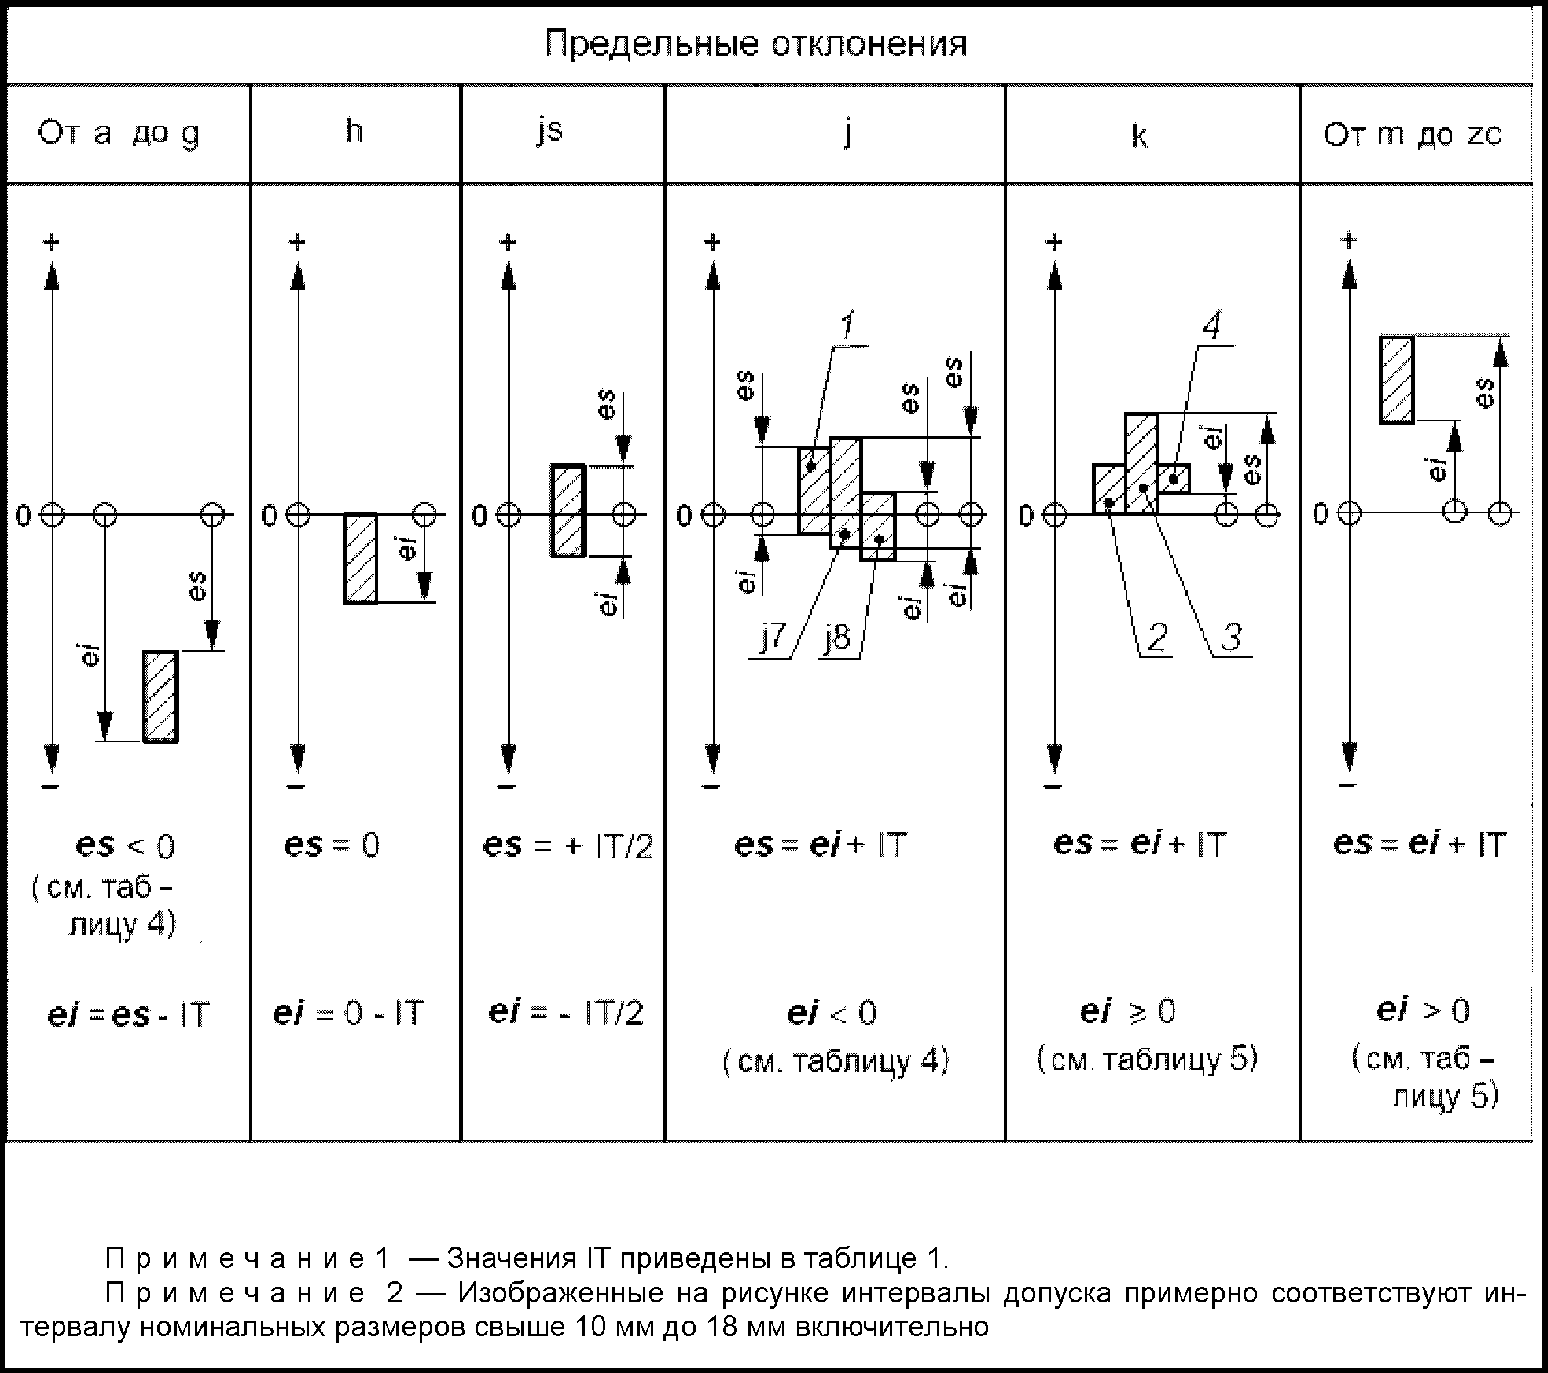 Предельные отклонения
От a до g
h
js
j
k
От m до zc
+
+
+
+
+
+
1
4
es
es
es
es
ei
es
es
ei
0
0
0
0
0
0
es
ei
ei
ei
ei
ei
ei
j7
j8
2
3
–
–
–
–
–
–
es < 0
(см. таб –
лицу 4)
ei = es - IT
es = 0
ei = 0 - IT
es = + IT/2
ei = - IT/2
es = ei + IT
ei < 0
(см. таблицу 4)
es = ei + IT
ei ⩾ 0
(см. таблицу 5)
es = ei + IT
ei > 0
(см. таб –
лицу 5)
Примечание 1 — Значения IT приведены в таблице 1.
Примечание 2 — Изображенные на рисунке интервалы допуска примерно соответствуют ин-
тервалу номинальных размеров свыше 10 мм до 18 мм включительно